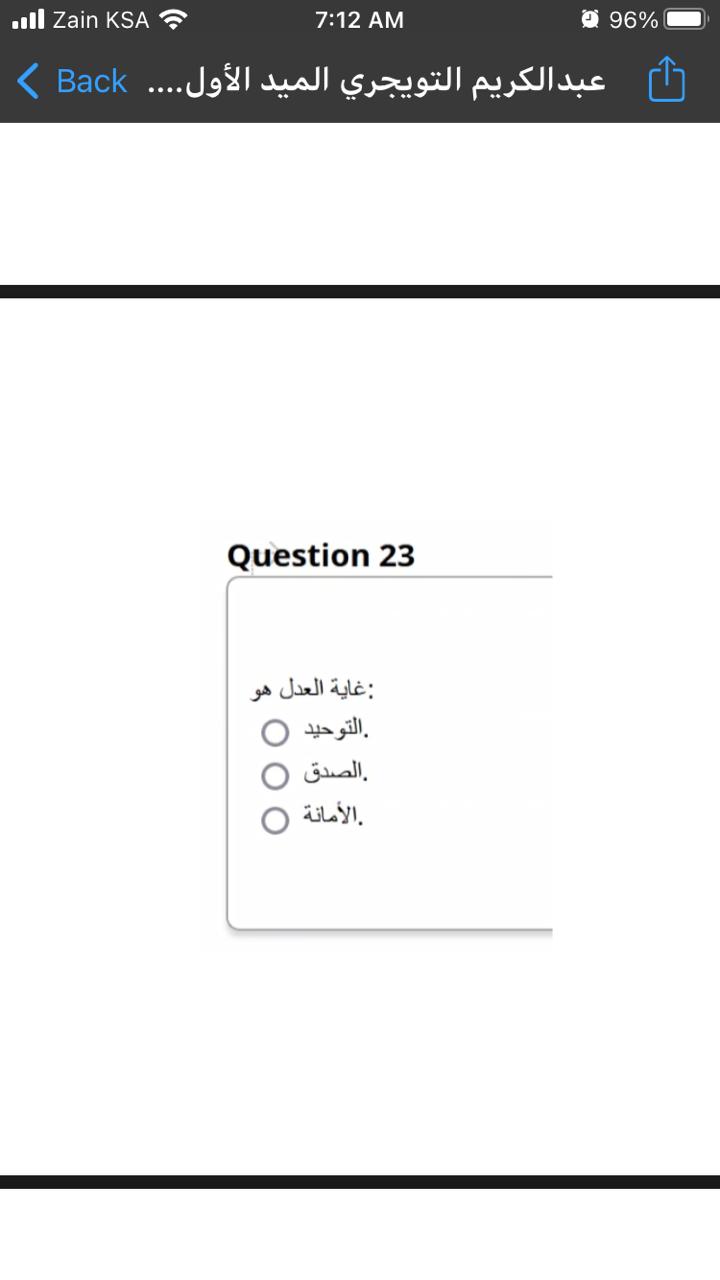 Zain KSA 7:12 AM 96%
Back عبدالكريم التويجري الميد الأول....
Question 23
غاية العدل هو:
التوحيد.
الصدق.
الأمانة.